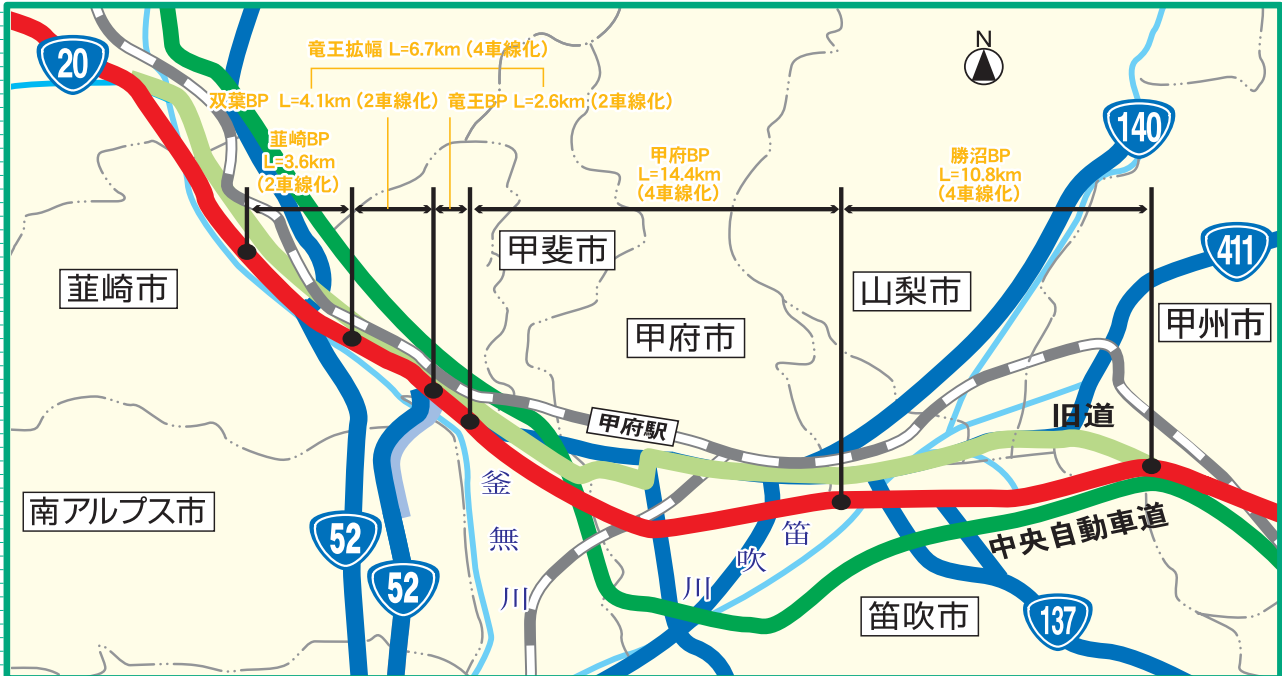 N
20
竜王拡幅 L=6.7km (4車線化)
双葉BP L=4.1km (2車線化)
竜王BP L=2.6km (2車線化)
韮崎BP
L=3.6km
(2車線化)
甲府BP
L=14.4km
(4車線化)
勝沼BP
L=10.8km
(4車線化)
140
411
甲斐市
韮崎市
山梨市
甲州市
甲府市
旧道
甲府駅
南アルプス市
釜無川
笛吹川
中央自動車道
52
52
笛吹市
137